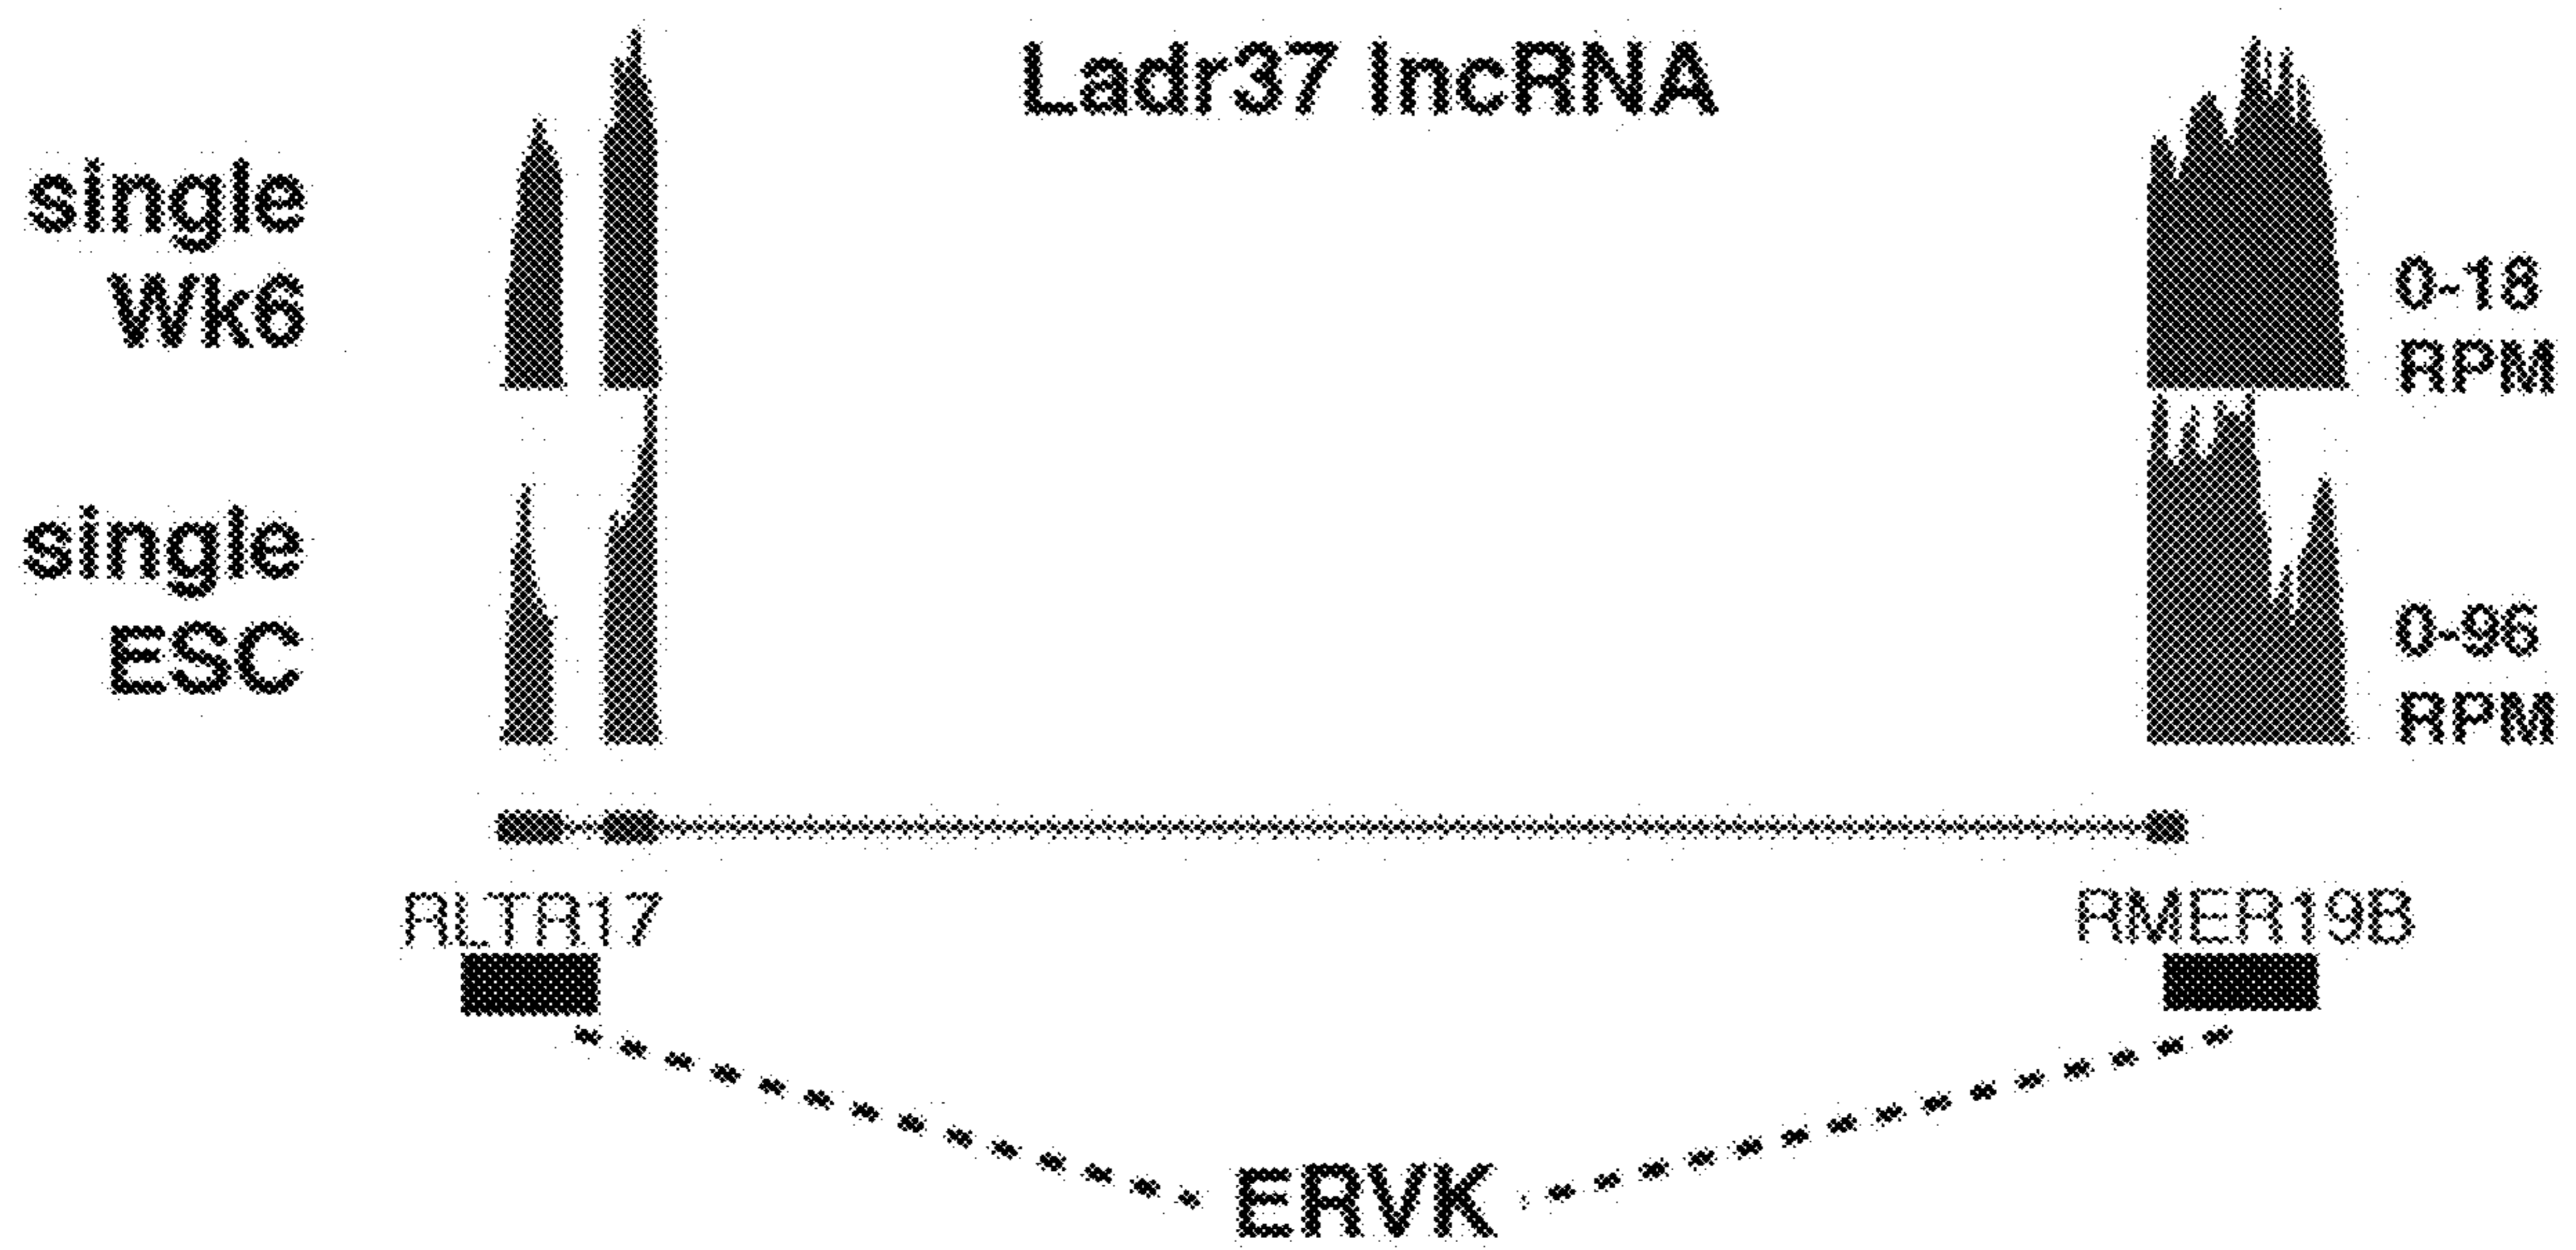 Ladr37 lncRNA
single
Wk6
0-18
RPM
single
ESC
0-96
RPM
RLTR17
RMER19B
ERVK